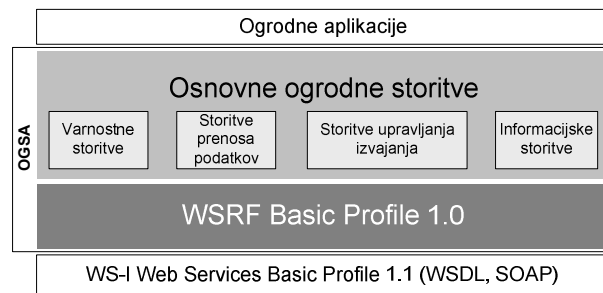 Ogrodne aplikacije
OGSA
Osnovne ogrodne storitve
Varnostne
storitve
Storitve
prenosa
podatkov
Storitve upravljanja
izvajanja
Informacijske
storitve
WSRF Basic Profile 1.0
WS-I Web Services Basic Profile 1.1 (WSDL, SOAP)